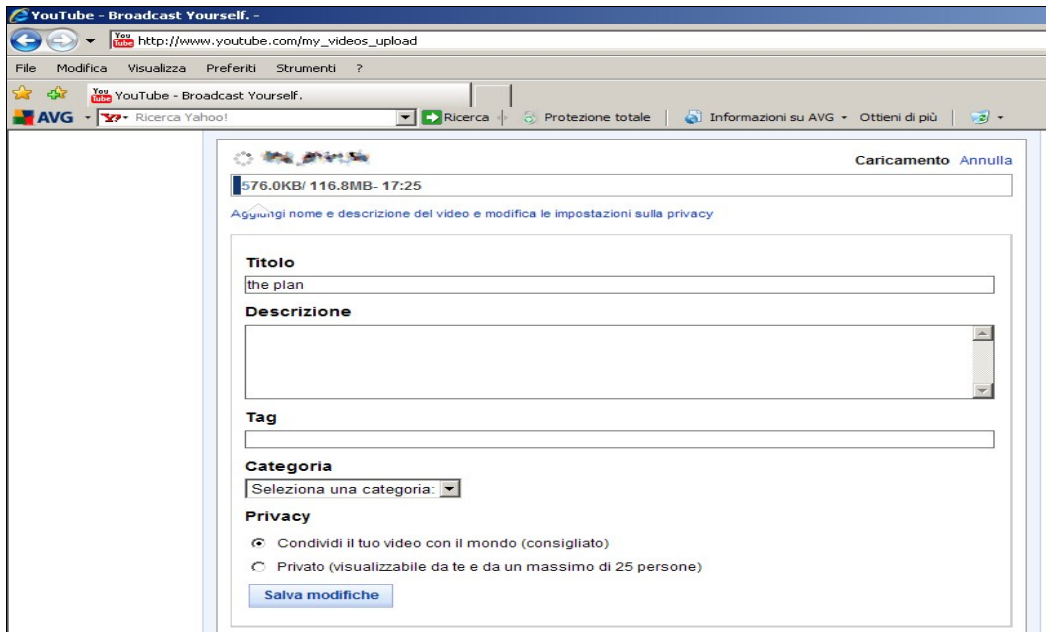 YouTube - Broadcast Yourself. -
You Tube http://www.youtube.com/my_videos_upload
File Modifica Visualizza Preferiti Strumenti ?
You Tube YouTube - Broadcast Yourself.
AVG Y? Ricerca Yahoo! Ricerca Protezione totale Informazioni su AVG Ottieni di più
Caricamento Annulla
576.0KB/ 116.8MB- 17:25
Aggiungi nome e descrizione del video e modifica le impostazioni sulla privacy
Titolo
the plan
Descrizione
Tag
Categoria
Seleziona una categoria:
Privacy
Condividi il tuo video con il mondo (consigliato)
Privato (visualizzabile da te e da un massimo di 25 persone)
Salva modifiche